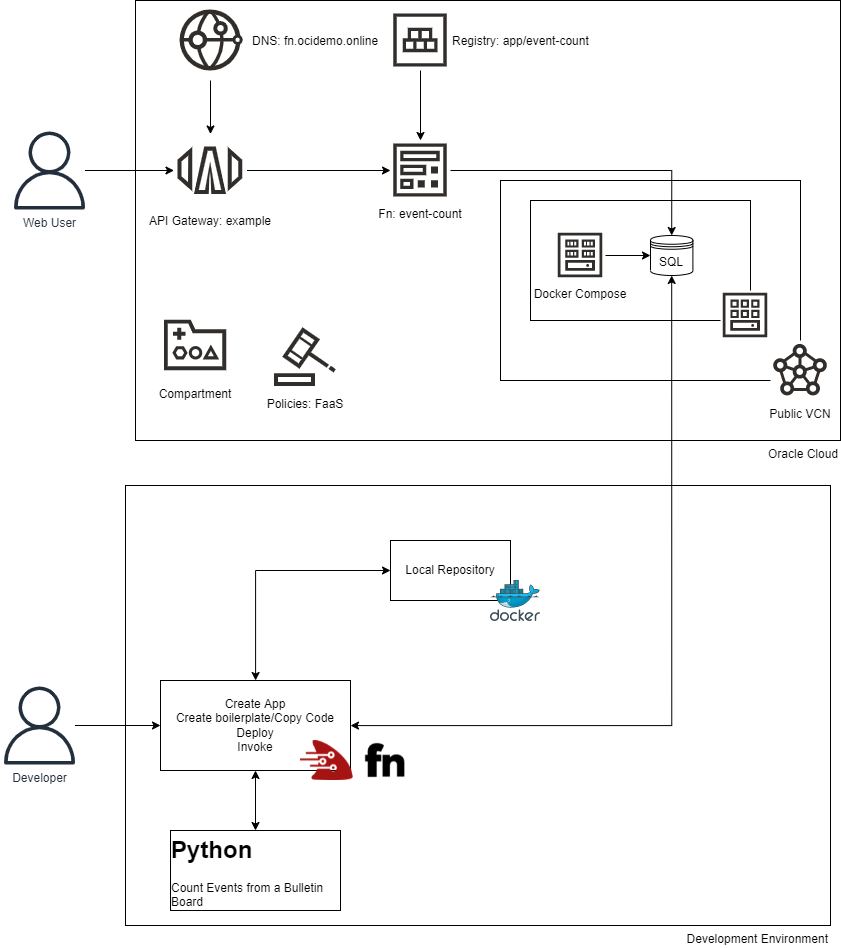 DNS: fn.ocidemo.online
Registry: app/event-count
Web User
API Gateway: example
Fn: event-count
SQL
Docker Compose
Compartment
Policies: FaaS
Public VCN
Oracle Cloud
Local Repository
docker
Create App
Create boilerplate/Copy Code
Deploy
Invoke
fn
Developer
Python
Count Events from a Bulletin
Board
Development Environment